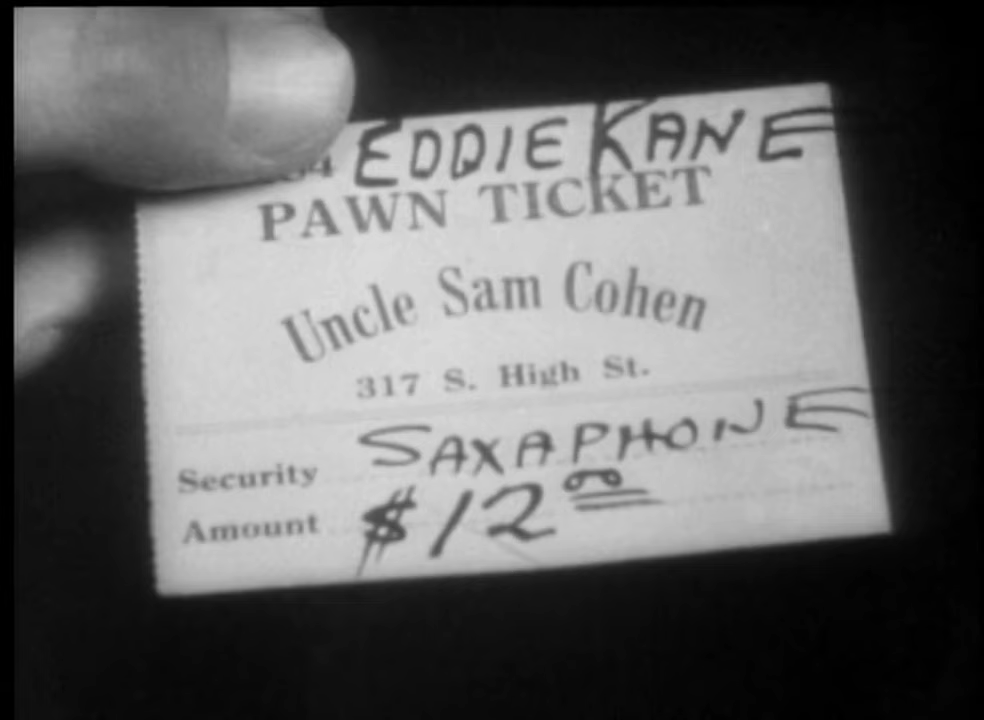 EDDIE KANE
PAWN TICKET
Uncle Sam Cohen
317 S. High St.
Security SAXAPHONE
Amount $12.00